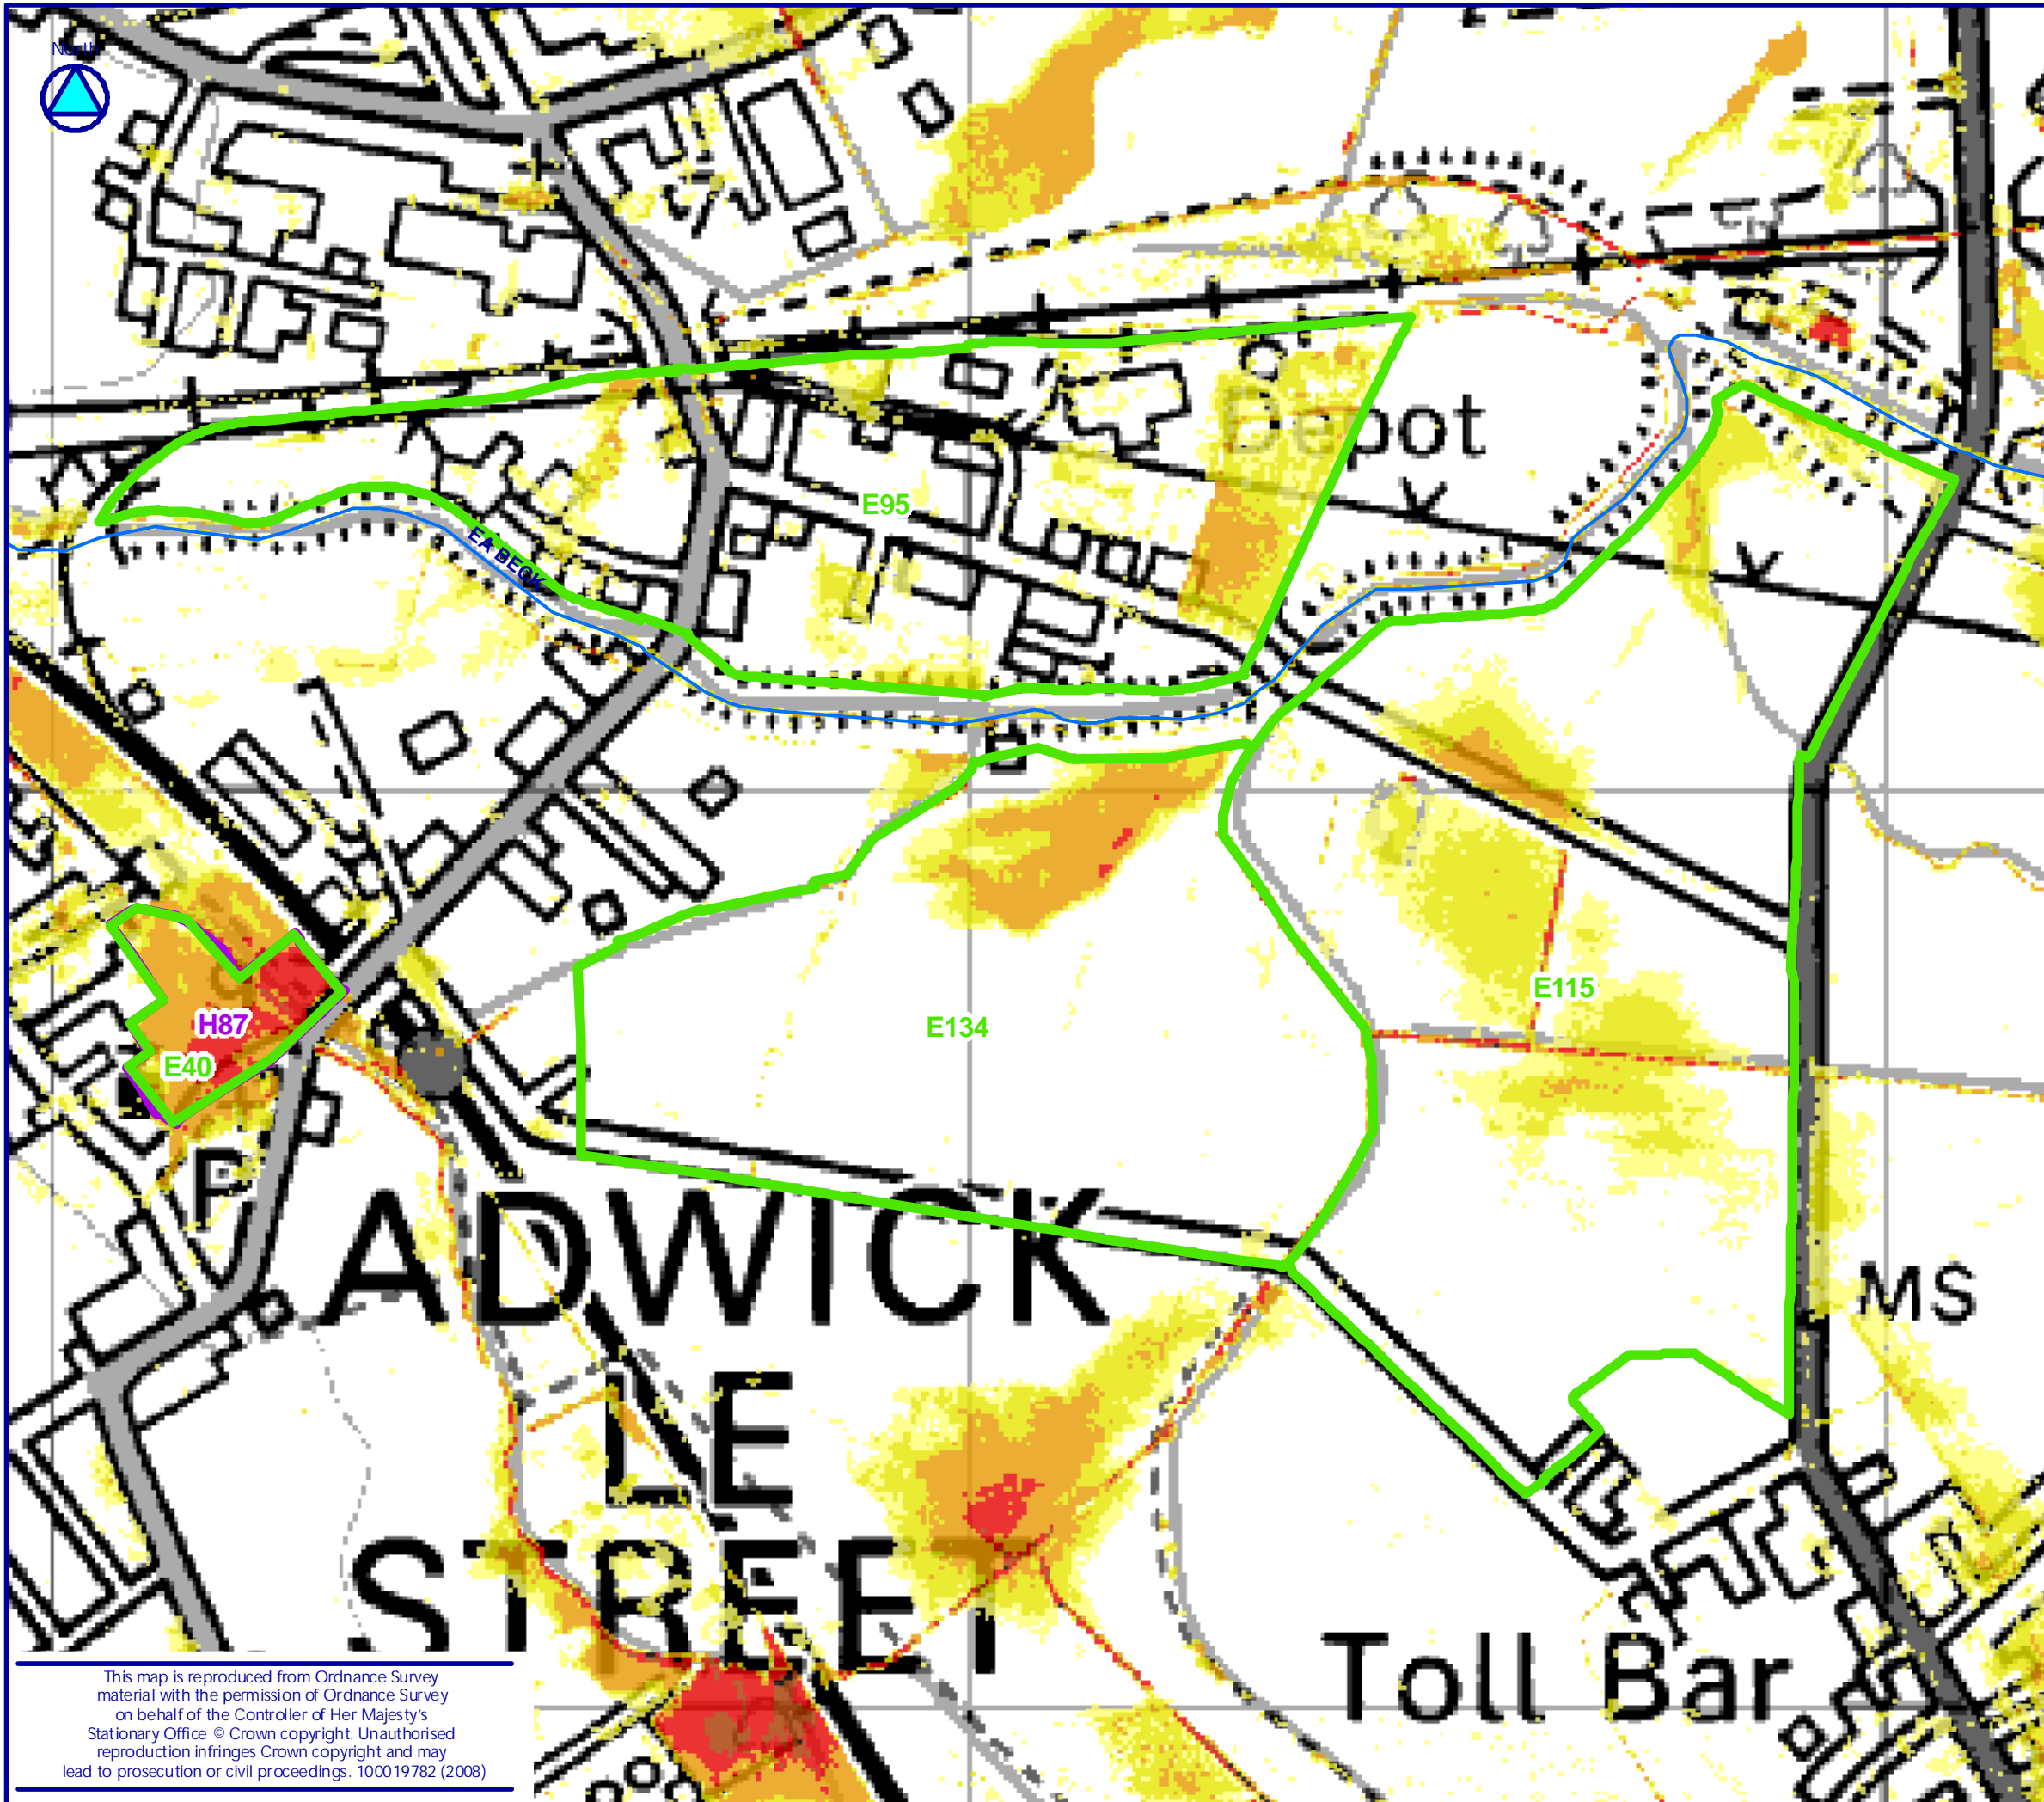 North
Depot
E95
EA BECK
E115
E134
H87
E40
P
ADWICK
LE
STREET
MS
Toll Bar
This map is reproduced from Ordnance Survey
material with the permission of Ordnance Survey
on behalf of the Controller of Her Majesty's
Stationary Office © Crown copyright. Unauthorised
reproduction infringes Crown copyright and may
lead to prosecution or civil proceedings. 100019782 (2008)